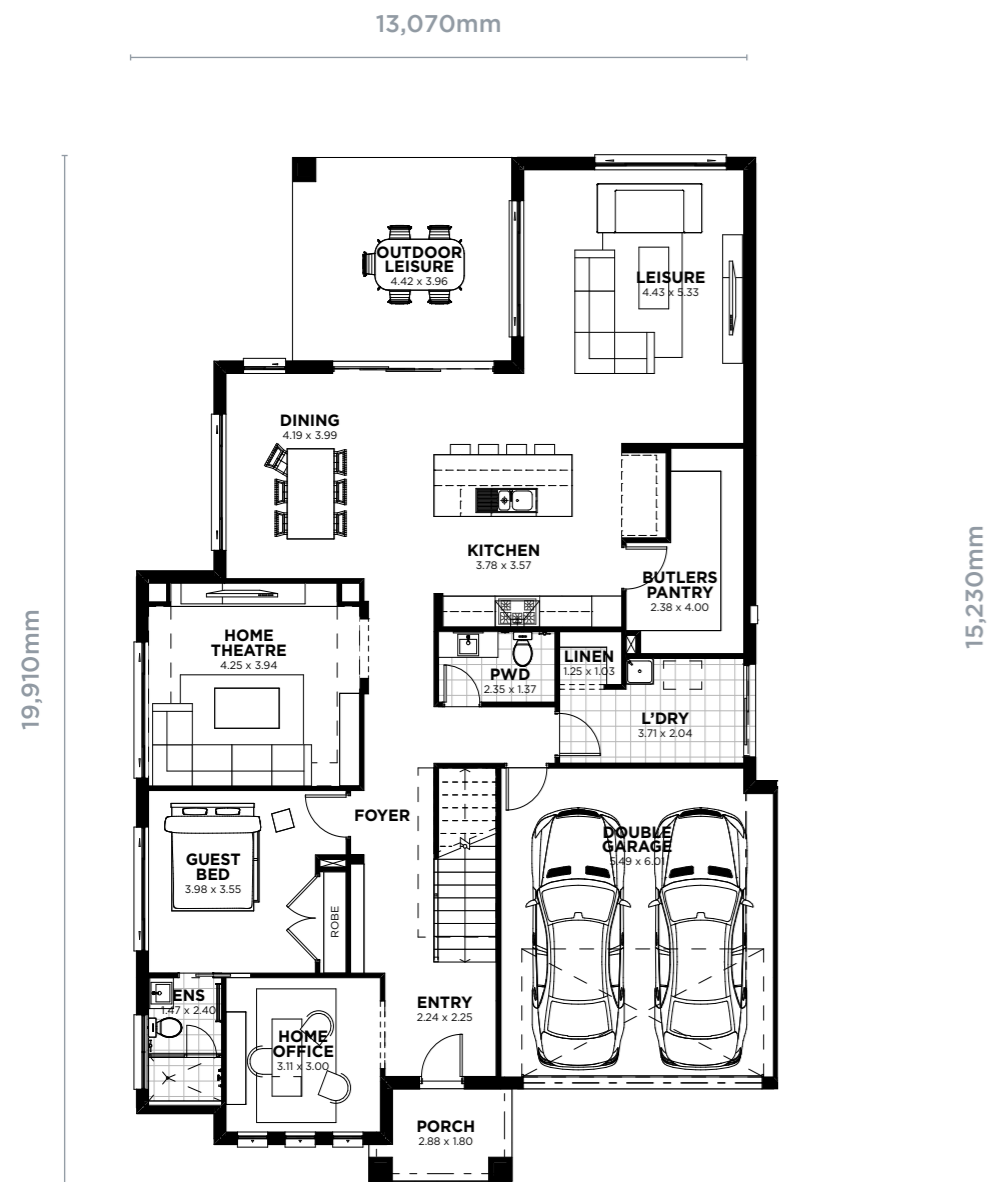 13,070mm
OUTDOOR
LEISURE
4.42 x 3.96
LEISURE
4.43 x 5.33
DINING
4.19 x 3.99
KITCHEN
3.78 x 3.57
BUTLERS
PANTRY
2.38 x 4.00
15,230mm
19,910mm
HOME
THEATRE
4.25 x 3.94
PWD
2.35 x 1.37
LINEN
1.25 x 1.03
L'DRY
3.71 x 2.04
FOYER
DOUBLE
GARAGE
5.49 x 6.01
GUEST
BED
3.98 x 3.55
ROBE
ENS
1.47 x 2.40
ENTRY
2.24 x 2.25
HOME
OFFICE
3.11 x 3.00
PORCH
2.88 x 1.80